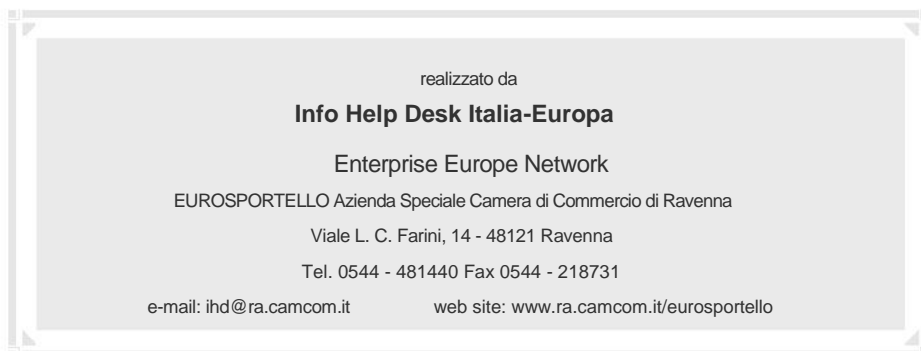 realizzato da
Info Help Desk Italia-Europa
Enterprise Europe Network
EUROSPORTELLO Azienda Speciale Camera di Commercio di Ravenna
Viale L. C. Farini, 14 - 48121 Ravenna
Tel. 0544 - 481440 Fax 0544 - 218731
e-mail: ihd@ra.camcom.it web site: www.ra.camcom.it/eurosportello